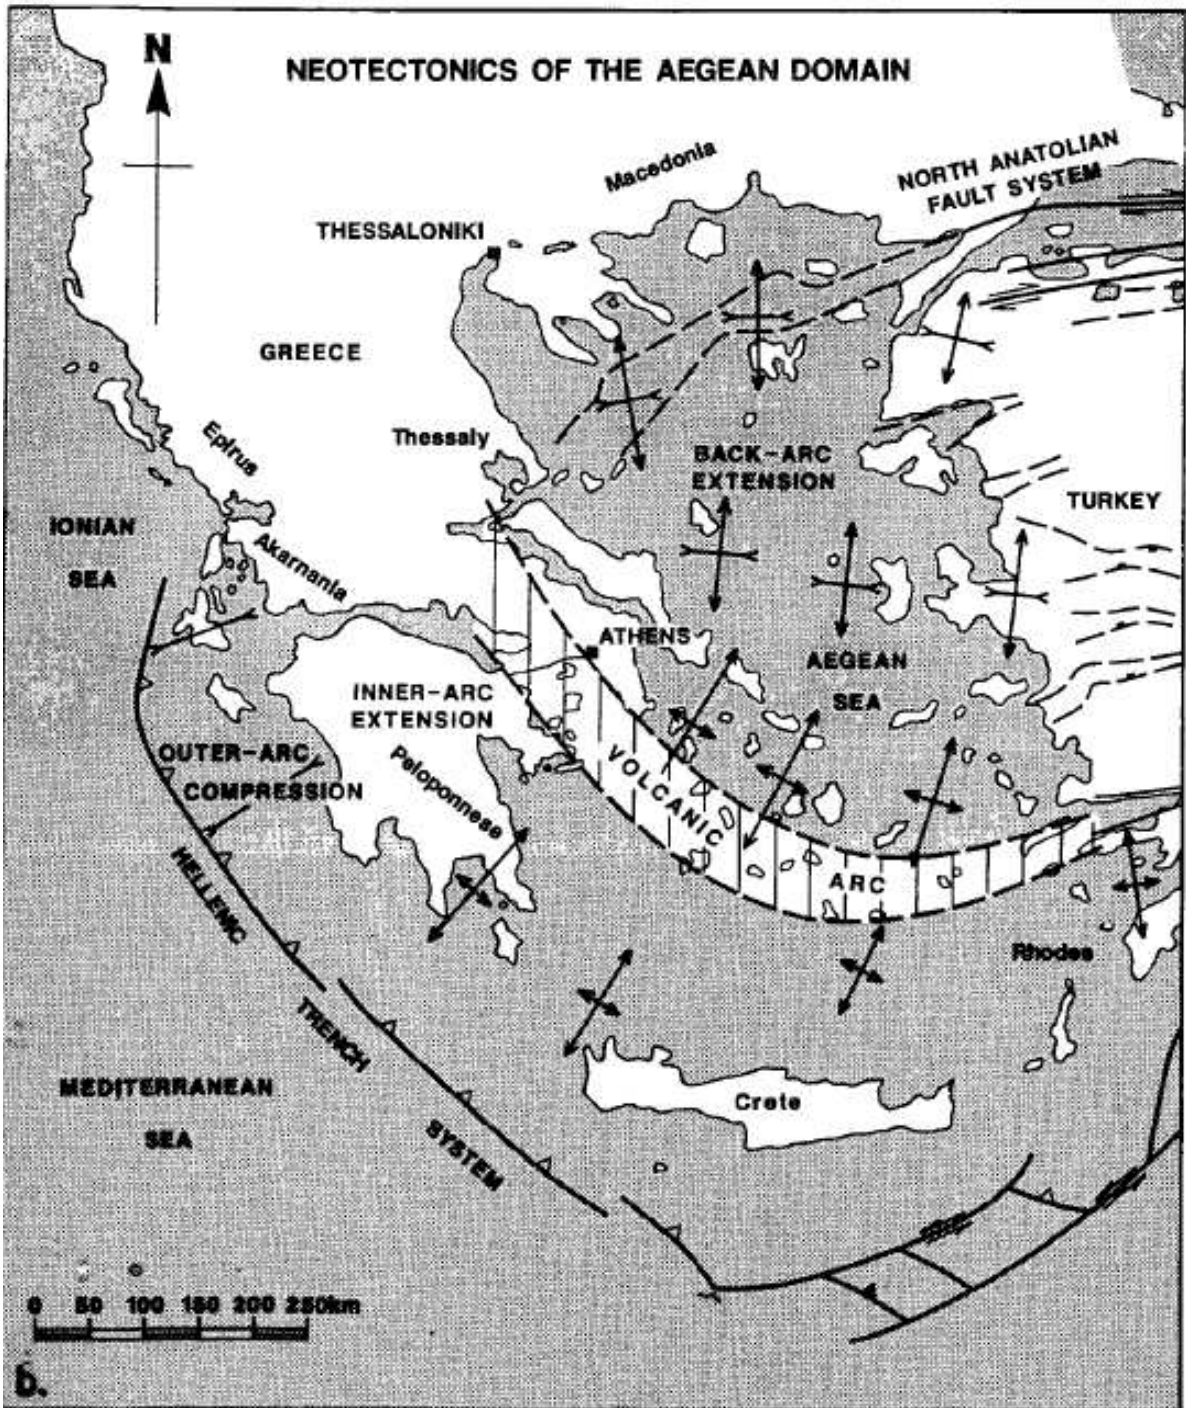 N
NEOTECTONICS OF THE AEGEAN DOMAIN
Macedonia
NORTH ANATOLIAN
FAULT SYSTEM
THESSALONIKI
GREECE
Epirus
Thessaly
BACK-ARC
EXTENSION
TURKEY
IONIAN
SEA
Akarnania
ATHENS
AEGEAN
SEA
INNER-ARC
EXTENSION
OUTER-ARC
COMPRESSION
Peloponnese
VOLCANIC
ARC
HELLENIC
TRENCH
SYSTEM
Rhodes
MEDITERRANEAN
SEA
Crete
0 50 100 150 200 250km
b.